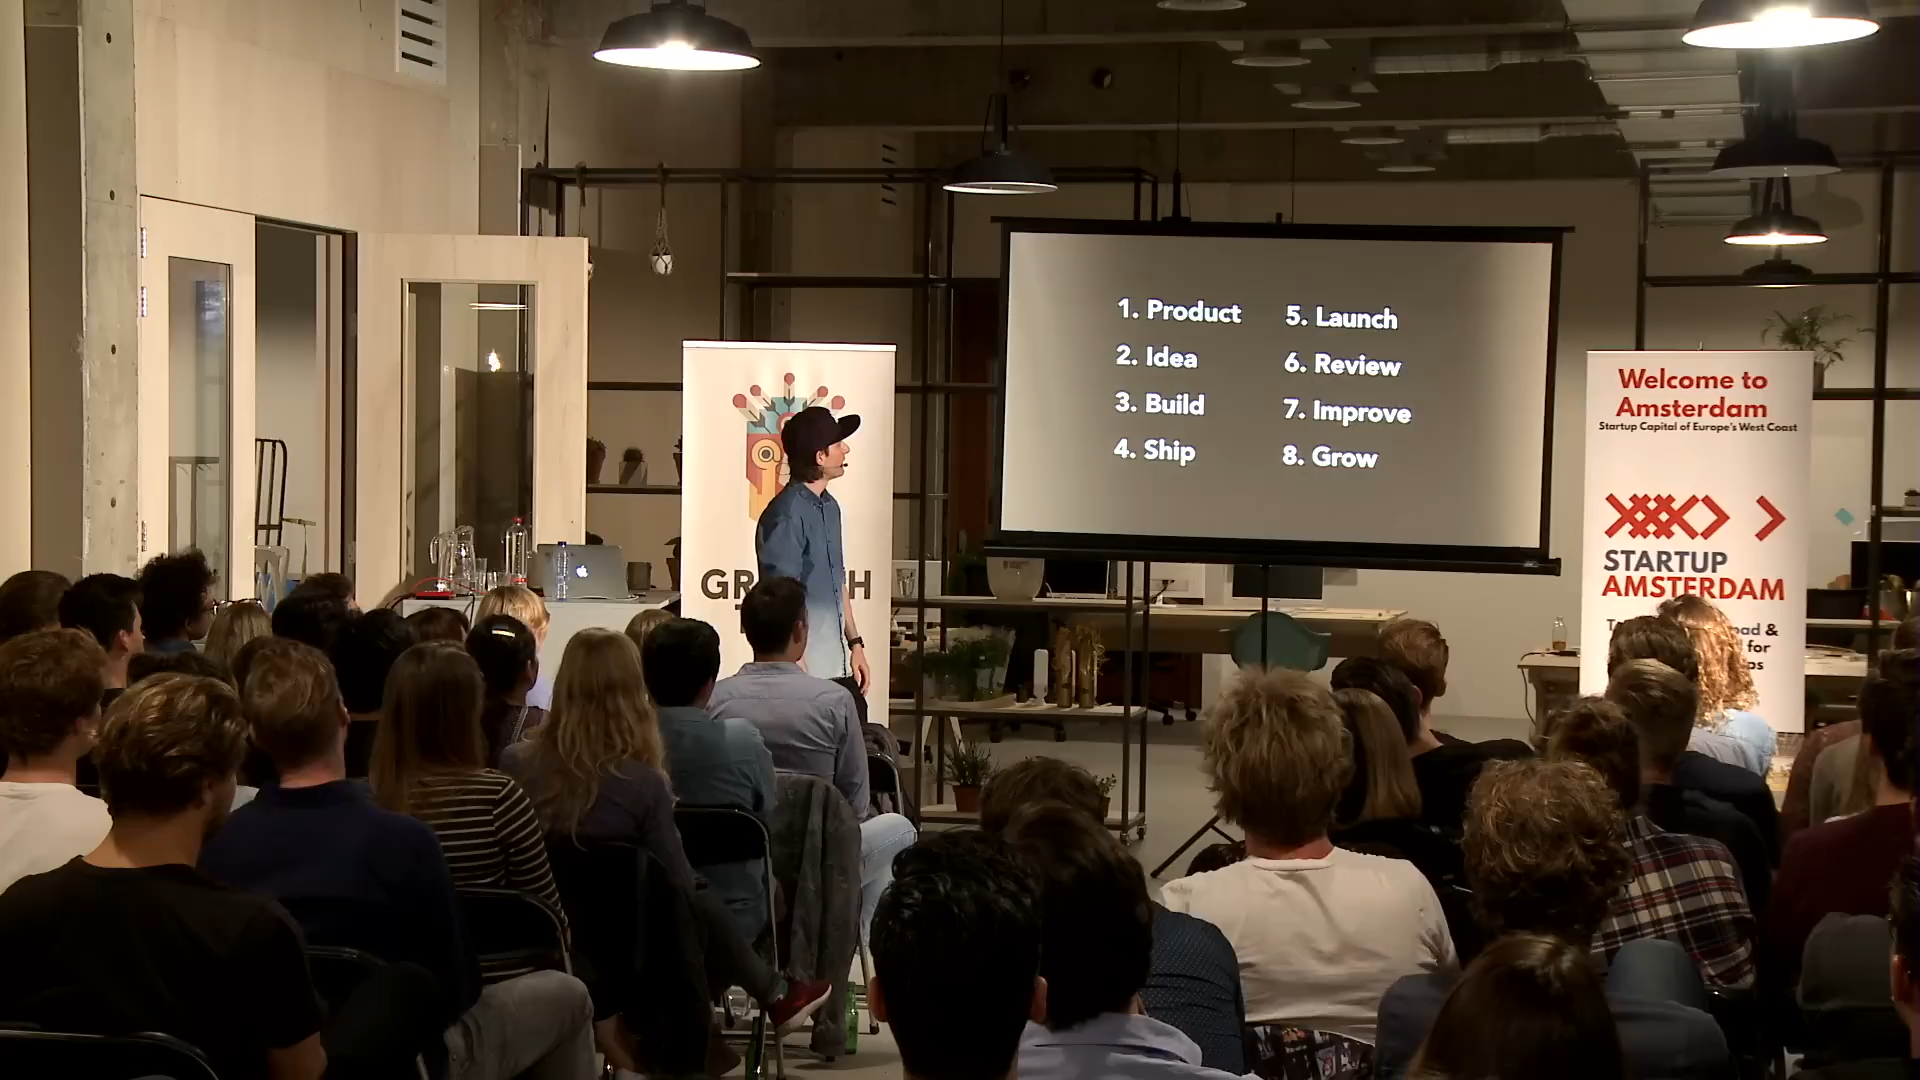 1. Product
2. Idea
3. Build
4. Ship
5. Launch
6. Review
7. Improve
8. Grow
Welcome to
Amsterdam
Startup Capital of Europe's West Coast
STARTUP
AMSTERDAM
&
for